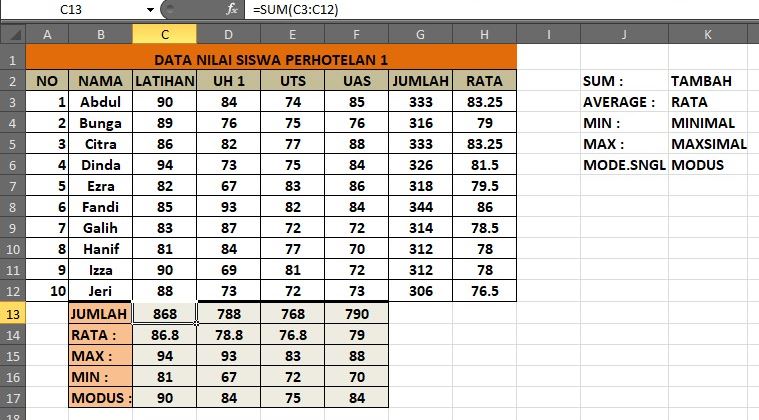 C13 fx =SUM(C3:C12)
A B C D E F G H I J K
1 DATA NILAI SISWA PERHOTELAN 1
2 NO NAMA LATIHAN UH 1 UTS UAS JUMLAH RATA SUM : TAMBAH
3 1 Abdul 90 84 74 85 333 83.25 AVERAGE : RATA
4 2 Bunga 89 76 75 76 316 79 MIN : MINIMAL
5 3 Citra 86 82 77 88 333 83.25 MAX : MAXSIMAL
6 4 Dinda 94 73 75 84 326 81.5 MODE.SNGL MODUS
7 5 Ezra 82 67 83 86 318 79.5
8 6 Fandi 85 93 82 84 344 86
9 7 Galih 83 87 72 72 314 78.5
10 8 Hanif 81 84 77 70 312 78
11 9 Izza 90 69 81 72 312 78
12 10 Jeri 88 73 72 73 306 76.5
13 JUMLAH 868 788 768 790
14 RATA : 86.8 78.8 76.8 79
15 MAX : 94 93 83 88
16 MIN : 81 67 72 70
17 MODUS : 90 84 75 84